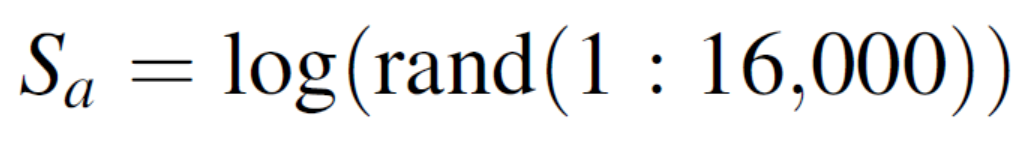 Sₐ = log(rand(1 : 16,000))